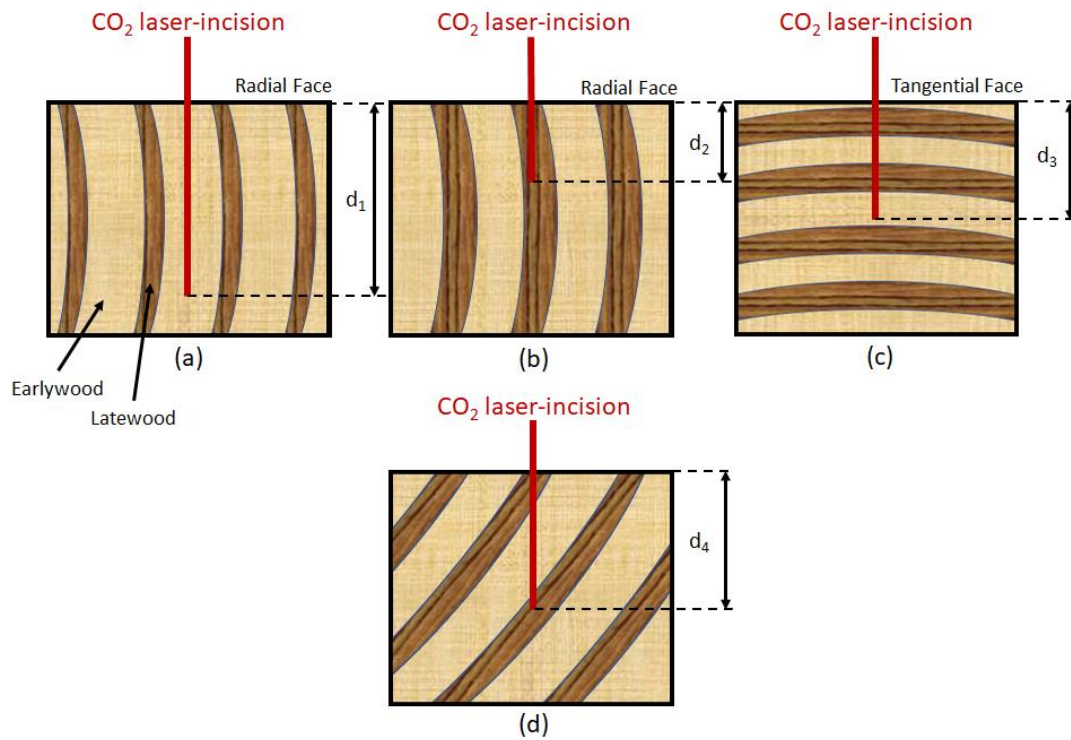 CO₂ laser-incision
Radial Face
d₁
(a)
Earlywood
Latewood
CO₂ laser-incision
Radial Face
d₂
(b)
CO₂ laser-incision
Tangential Face
d₃
(c)
CO₂ laser-incision
d₄
(d)